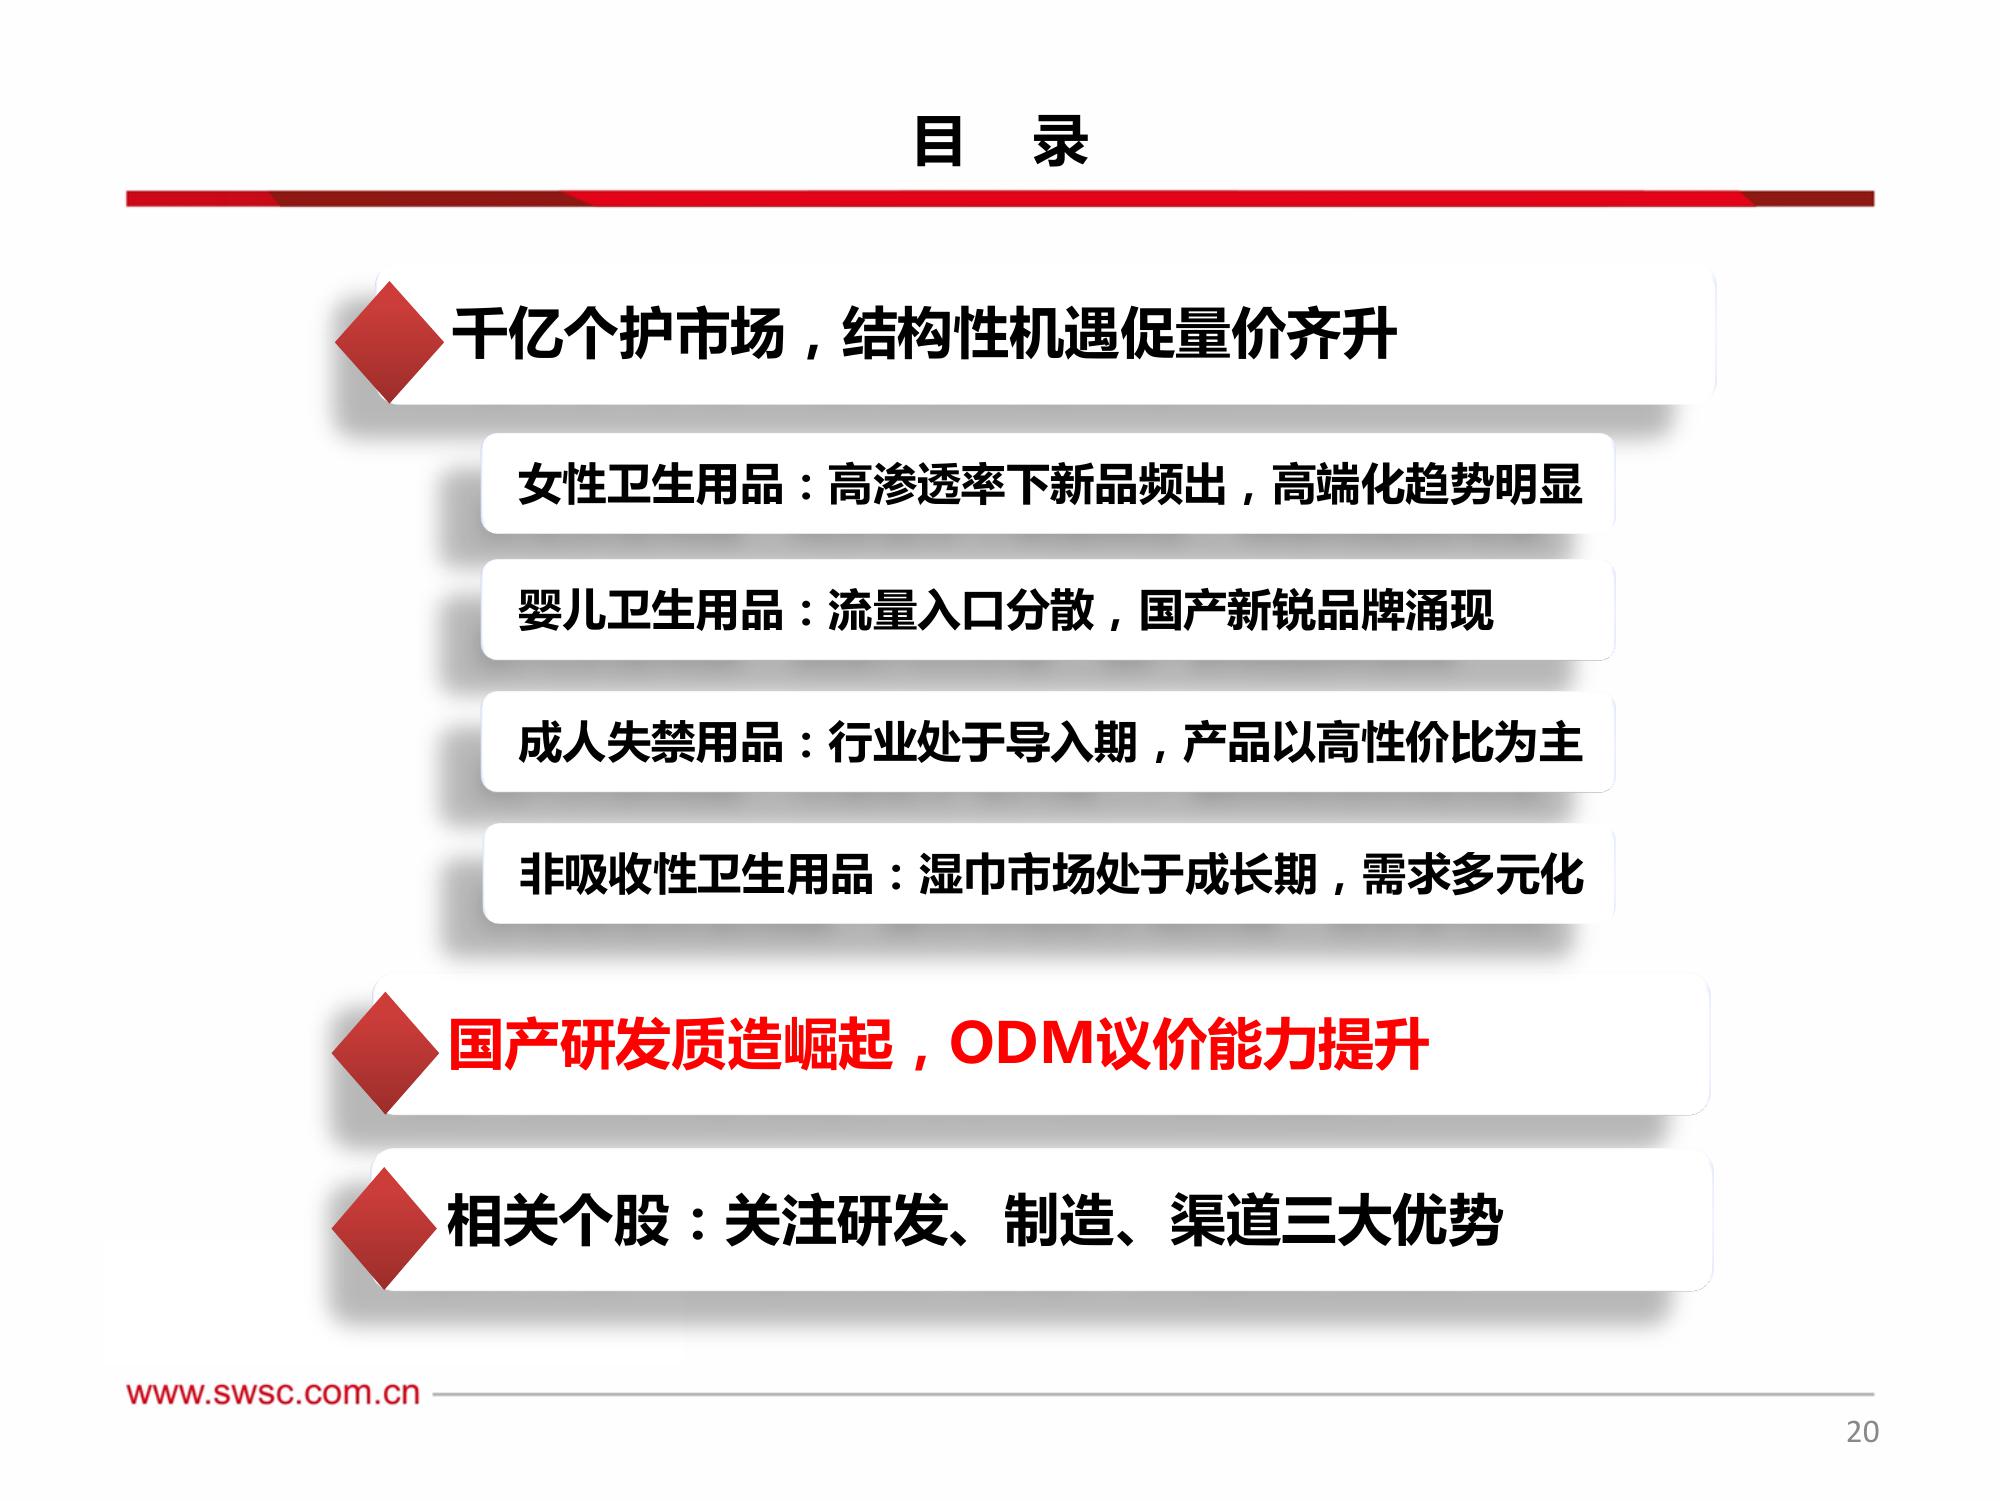 目 录
千亿个护市场，结构性机遇促量价齐升
女性卫生用品：高渗透率下新品频出，高端化趋势明显
婴儿卫生用品：流量入口分散，国产新锐品牌涌现
成人失禁用品：行业处于导入期，产品以高性价比为主
非吸收性卫生用品：湿巾市场处于成长期，需求多元化
国产研发质造崛起，ODM议价能力提升
相关个股：关注研发、制造、渠道三大优势
www.swsc.com.cn
20